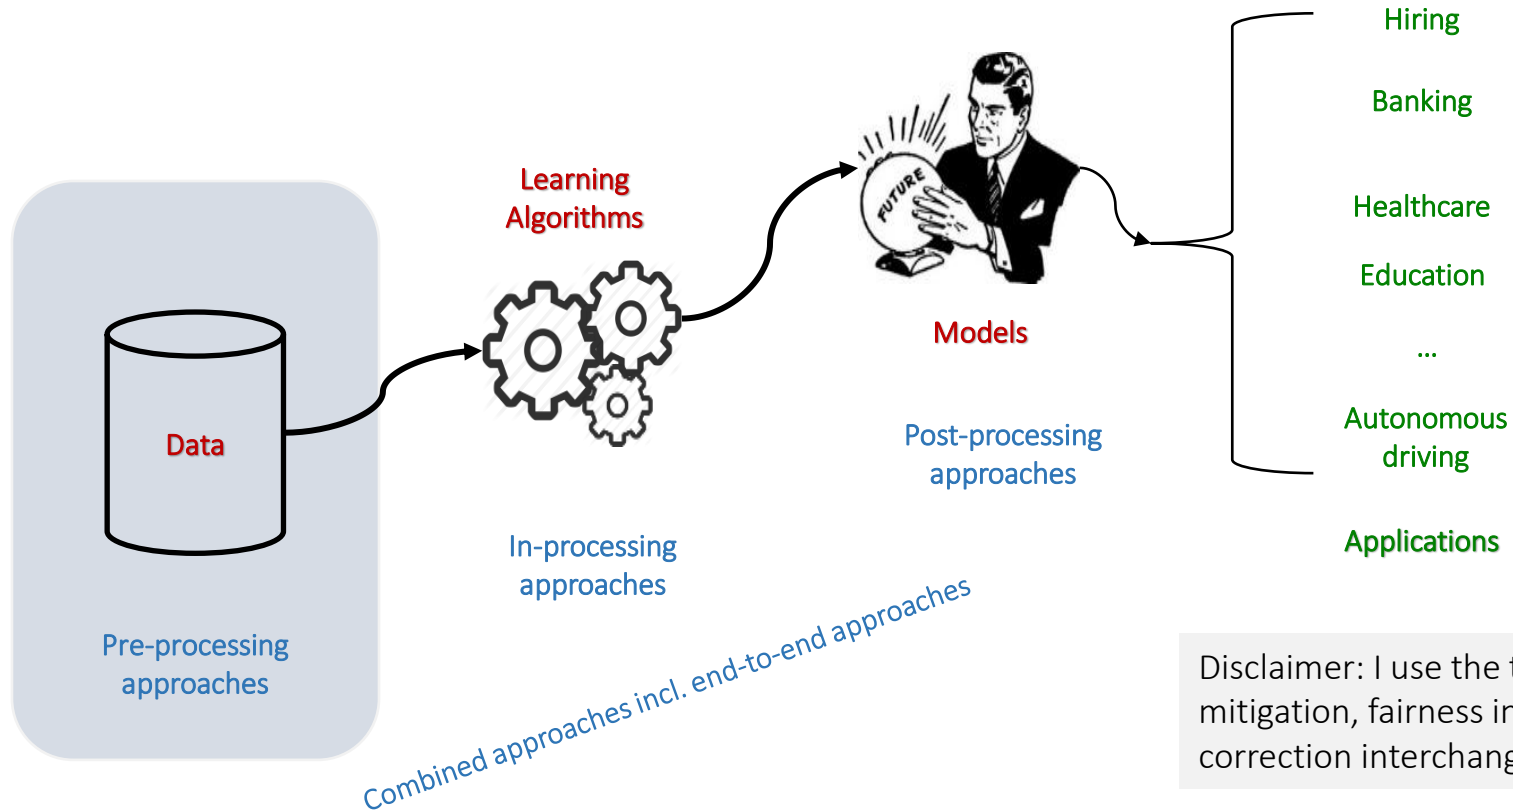 Hiring
Banking
Healthcare
Education
...
Autonomous
driving
Applications
Learning
Algorithms
FUTURE
Models
Data
Post-processing
approaches
In-processing
approaches
Pre-processing
approaches
Combined approaches incl. end-to-end approaches
Disclaimer: I use the
mitigation, fairness
correction